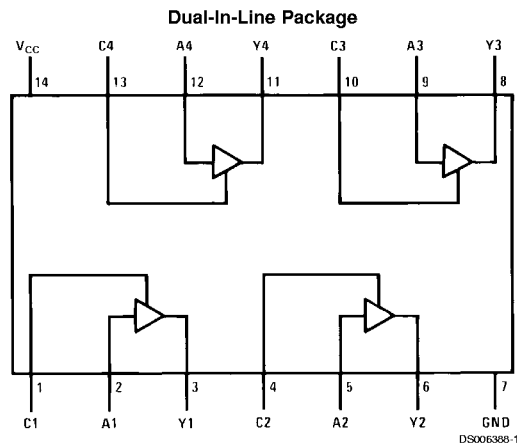 Dual-In-Line Package
VCC C4 A4 Y4 C3 A3 Y3
14 13 12 11 10 9 8
1 2 3 4 5 6 7
C1 A1 Y1 C2 A2 Y2 GND
DS006388-1